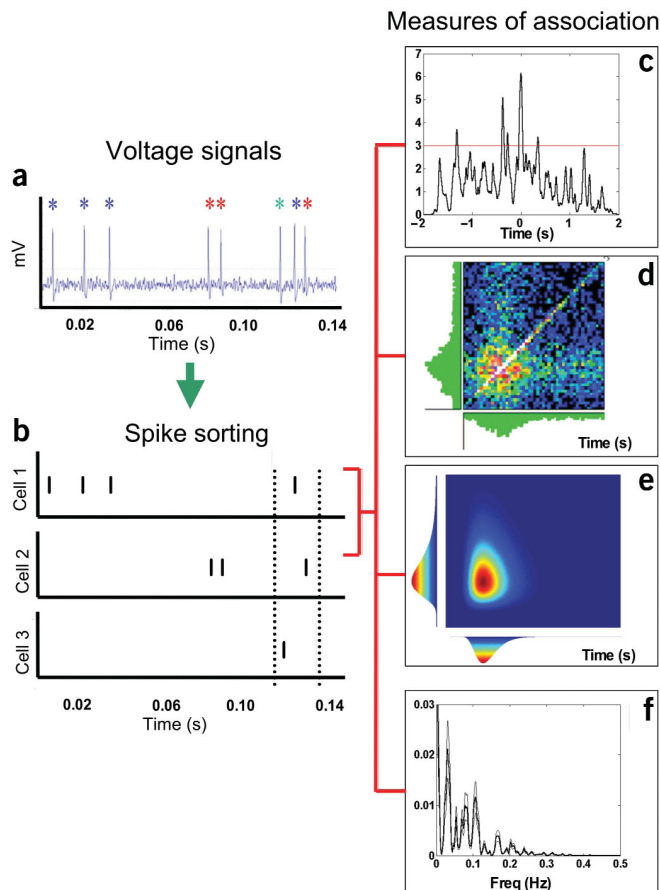 Measures of association
Voltage signals
a
* * * * * * * *
mV
0.02 0.06 0.10 0.14
Time (s)
b
Spike sorting
Cell 1
Cell 2
Cell 3
0.02 0.06 0.10 0.14
Time (s)
c
7
6
5
4
3
2
1
0
−2 −1 0 1 2
Time (s)
d
Time (s)
e
Time (s)
f
0.03
0.02
0.01
0
0 0.1 0.2 0.3 0.4 0.5
Freq (Hz)